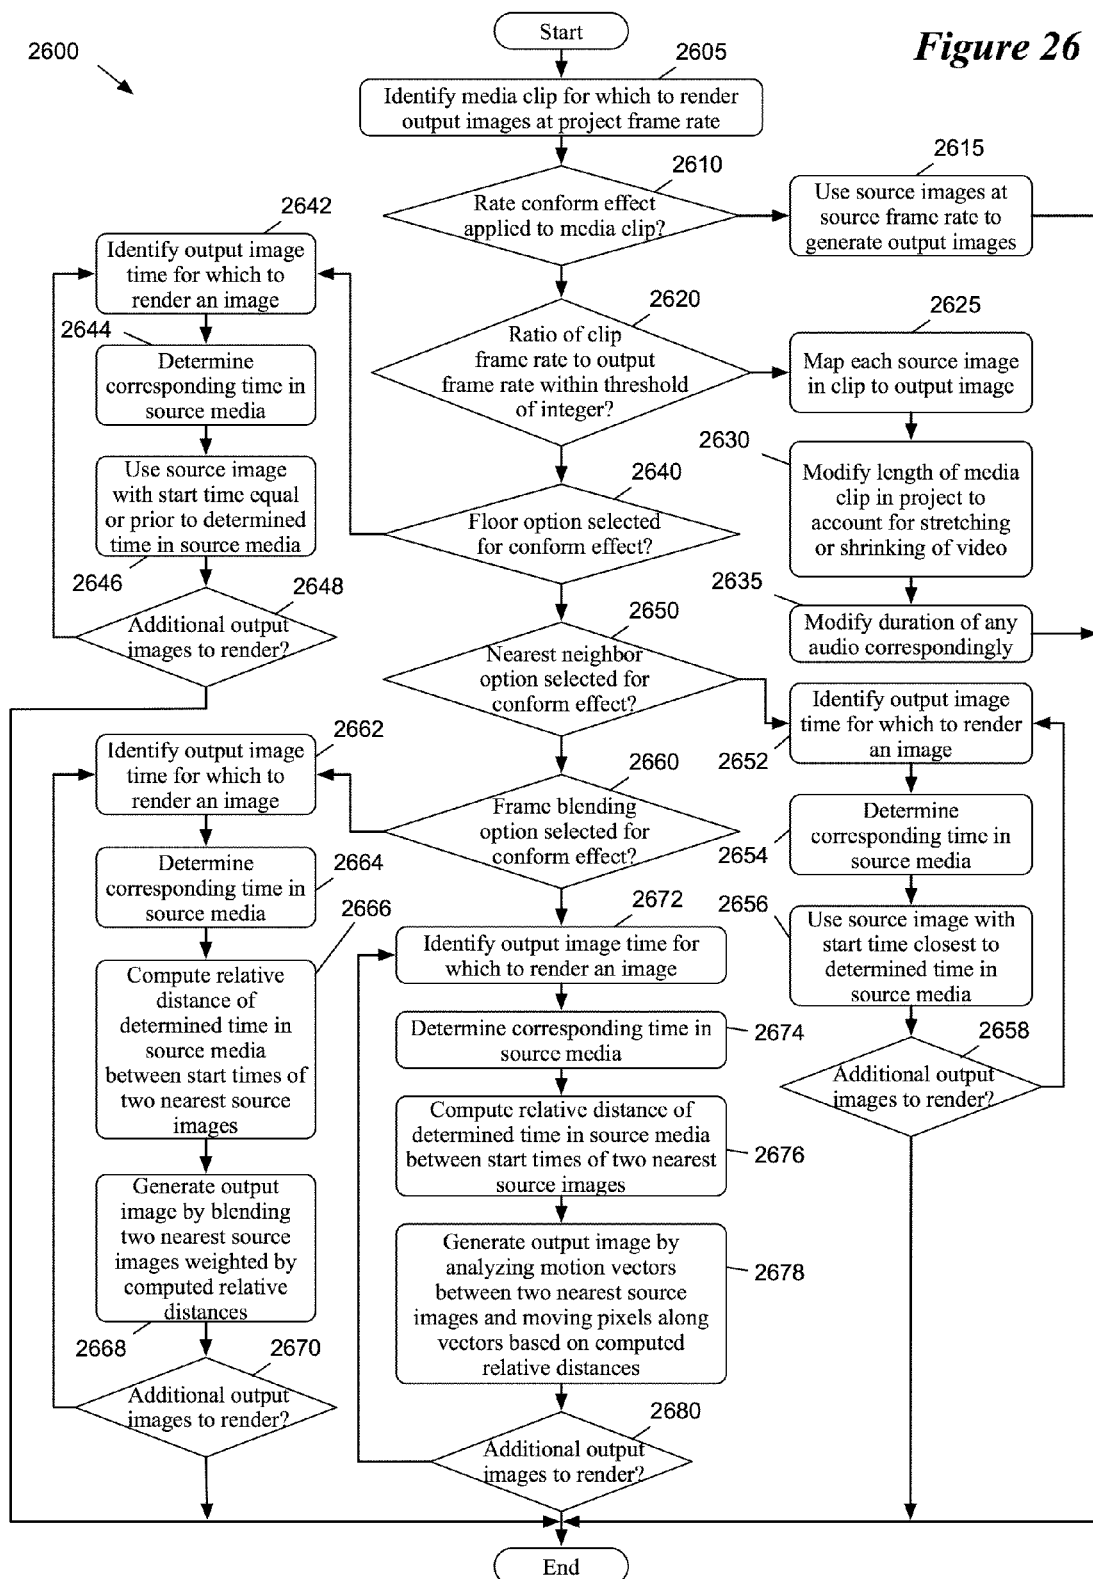 Figure 26
2600
Start
2605
Identify media clip for which to render
output images at project frame rate
2610
Rate conform effect
applied to media clip?
2615
Use source images at
source frame rate to
generate output images
2620
Ratio of clip
frame rate to output
frame rate within threshold
of integer?
2625
Map each source image
in clip to output image
2630
Modify length of media
clip in project to
account for stretching
or shrinking of video
2635
Modify duration of any
audio correspondingly
2640
Floor option selected
for conform effect?
2642
Identify output image
time for which to
render an image
2644
Determine
corresponding time in
source media
Use source image
with start time equal
or prior to determined
time in source media
2646
2648
Additional output
images to render?
2650
Nearest neighbor
option selected for
conform effect?
Identify output image
time for which to render
an image
2652
Determine
corresponding time in
source media
2654
2656
Use source image with
start time closest to
determined time in
source media
2658
Additional output
images to render?
2660
Frame blending
option selected for
conform effect?
2662
Identify output image
time for which to
render an image
Determine
corresponding time in
source media
2664
2666
Compute relative
distance of
determined time in
source media
between start times of
two nearest source
images
Generate output
image by blending
two nearest source
images weighted by
computed relative
distances
2668
2670
Additional output
images to render?
2672
Identify output image time for
which to render an image
Determine corresponding time in
source media
2674
Compute relative distance of
determined time in source media
between start times of two nearest
source images
2676
Generate output image by
analyzing motion vectors
between two nearest source
images and moving pixels along
vectors based on computed
relative distances
2678
2680
Additional output
images to render?
End